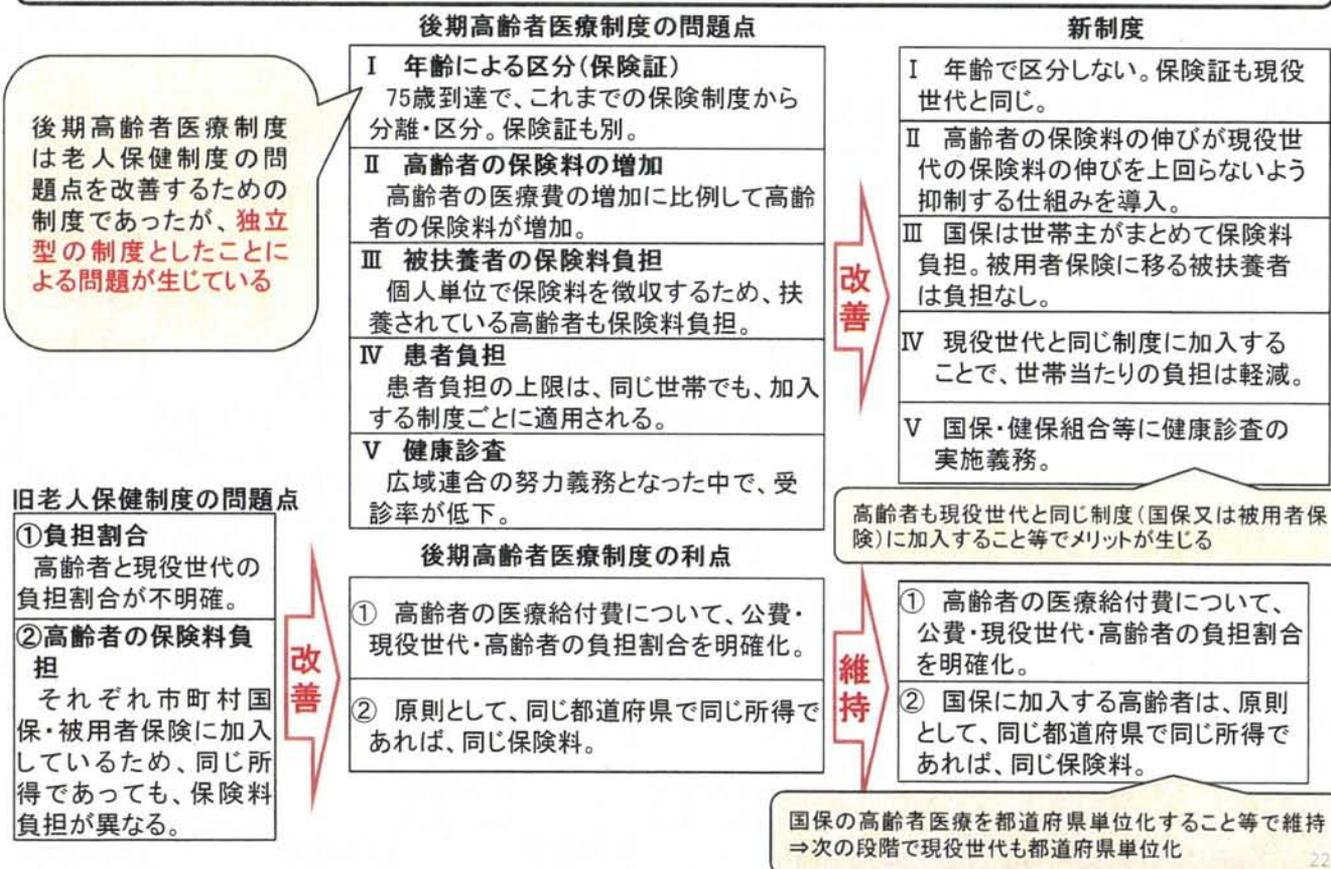 後期高齢者医療制度の問題点
後期高齢者医療制度
は老人保健制度の問
題点を改善するための
制度であったが、独立
型の制度としたことに
よる問題が生じている
Ⅰ 年齢による区分(保険証)
75歳到達で、これまでの保険制度から
分離・区分。保険証も別。
Ⅱ 高齢者の保険料の増加
高齢者の医療費の増加に比例して高齢
者の保険料が増加。
Ⅲ 被扶養者の保険料負担
個人単位で保険料を徴収するため、扶
養されている高齢者も保険料負担。
Ⅳ 患者負担
患者負担の上限は、同じ世帯でも、加入
する制度ごとに適用される。
Ⅴ 健康診査
広域連合の努力義務となった中で、受
診率が低下。
改善
新制度
Ⅰ 年齢で区分しない。保険証も現役
世代と同じ。
Ⅱ 高齢者の保険料の伸びが現役世
代の保険料の伸びを上回らないよう
抑制する仕組みを導入。
Ⅲ 国保は世帯主がまとめて保険料
負担。被用者保険に移る被扶養者
は負担なし。
Ⅳ 現役世代と同じ制度に加入する
ことで、世帯当たりの負担は軽減。
Ⅴ 国保・健保組合等に健康診査の
実施義務。
高齢者も現役世代と同じ制度(国保又は被用者保
険)に加入すること等でメリットが生じる
旧老人保健制度の問題点
①負担割合
高齢者と現役世代の
負担割合が不明確。
②高齢者の保険料負
担
それぞれ市町村国
保・被用者保険に加入
しているため、同じ所
得であっても、保険料
負担が異なる。
改善
後期高齢者医療制度の利点
① 高齢者の医療給付費について、公費・
現役世代・高齢者の負担割合を明確化。
② 原則として、同じ都道府県で同じ所得で
あれば、同じ保険料。
維持
① 高齢者の医療給付費について、
公費・現役世代・高齢者の負担割合
を明確化。
② 国保に加入する高齢者は、原則
として、同じ都道府県で同じ所得で
あれば、同じ保険料。
国保の高齢者医療を都道府県単位化すること等で維持
⇒次の段階で現役世代も都道府県単位化
22